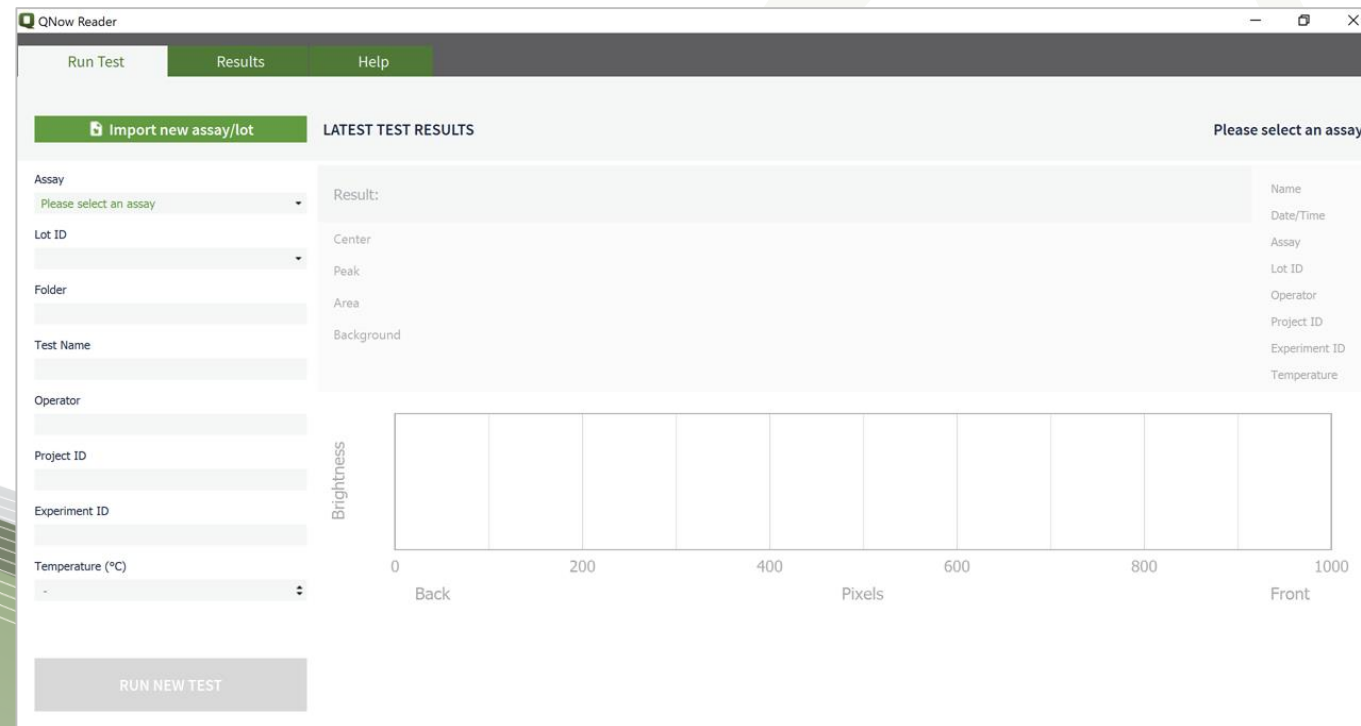 QNow Reader
Run Test
Results
Help
Import new assay/lot
LATEST TEST RESULTS
Please select an assay
Assay
Please select an assay
Lot ID
Folder
Test Name
Operator
Project ID
Experiment ID
Temperature (°C)
-
RUN NEW TEST
Result:
Center
Peak
Area
Background
Name
Date/Time
Assay
Lot ID
Operator
Project ID
Experiment ID
Temperature
Brightness
0 200 400 600 800 1000
Back Pixels Front